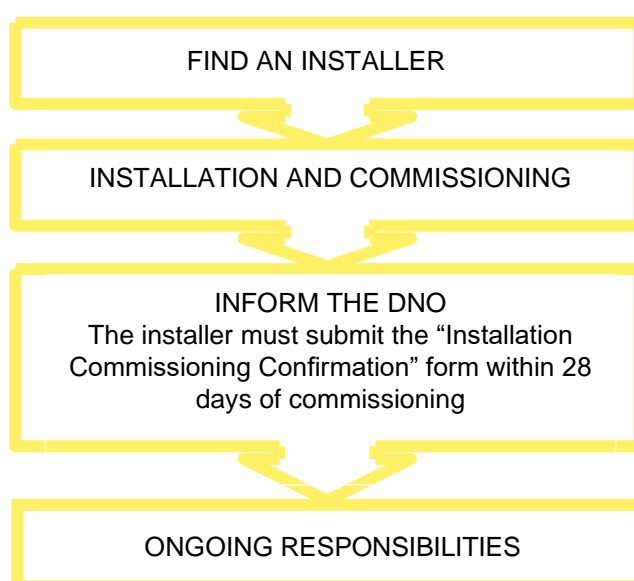 FIND AN INSTALLER
INSTALLATION AND COMMISSIONING
INFORM THE DNO
The installer must submit the “Installation
Commissioning Confirmation” form within 28
days of commissioning
ONGOING RESPONSIBILITIES